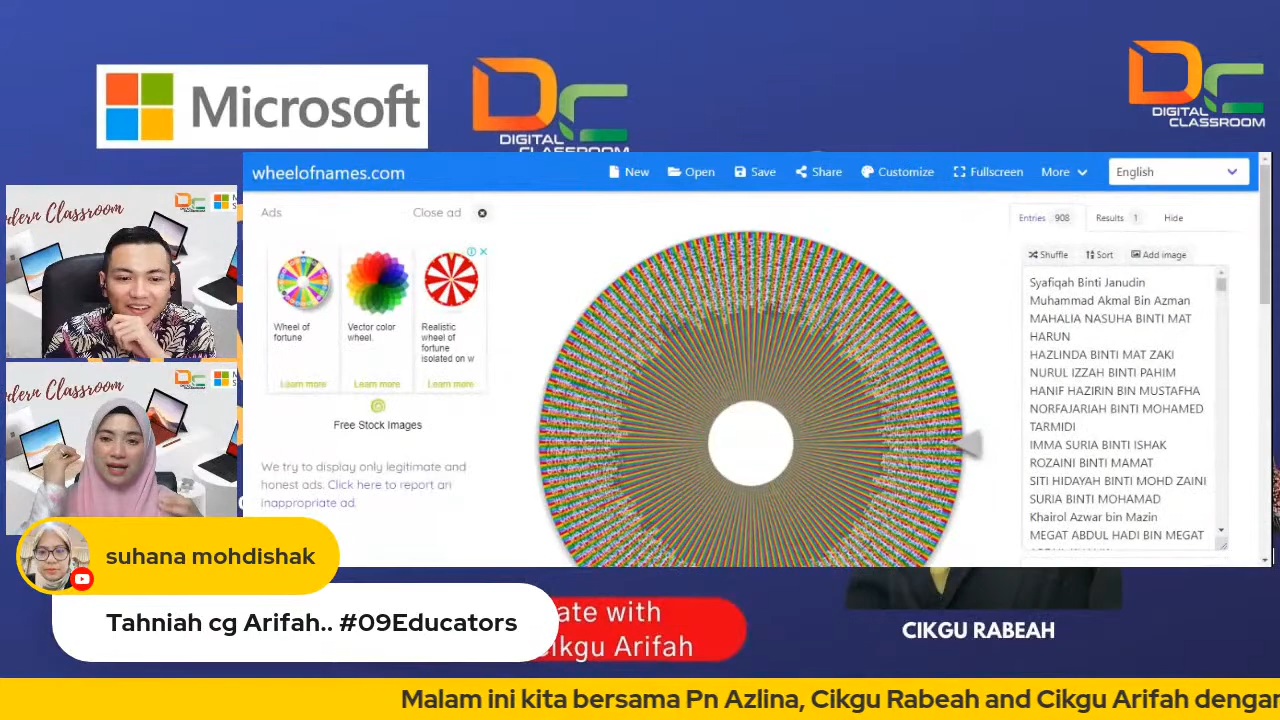 Microsoft
DIGITAL
CLASSROOM
DIGITAL
CLASSROOM
wheelofnames.com
New
Open
Save
Share
Customize
Fullscreen
More
English
Ads
Close ad
Entries 908
Results 1
Hide
Shuffle
Sort
Add image
Wheel of
fortune
Learn more
Vector color
wheel.
Learn more
Realistic
wheel of
fortune
isolated on w
Learn more
Free Stock Images
We try to display only legitimate and
honest ads. Click here to report an
inappropriate ad.
Syafiqah Binti Janudin
Muhammad Akmal Bin Azman
MAHALIA NASUHA BINTI MAT
HARUN
HAZLINDA BINTI MAT ZAKI
NURUL IZZAH BINTI PAHIM
HANIF HAZIRIN BIN MUSTAFHA
NORFAJARIAH BINTI MOHAMED
TARMIDI
IMMA SURIA BINTI ISHAK
ROZAINI BINTI MAMAT
SITI HIDAYAH BINTI MOHD ZAINI
SURIA BINTI MOHAMAD
Khairol Azwar bin Mazin
MEGAT ABDUL HADI BIN MEGAT
dern Classroom
dern Classroom
suhana mohdishak
Tahniah cg Arifah.. #09Educators
ate with
ikgu Arifah
CIKGU RABEAH
Malam ini kita bersama Pn Azlina, Cikgu Rabeah and Cikgu Arifah dengan